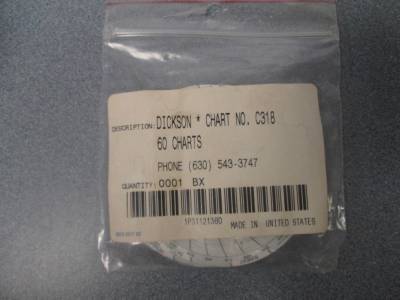 DESCRIPTION: DICKSON * CHART NO. C318
60 CHARTS
PHONE (630) 543-3747
QUANTITY: 0001 BX
MADE IN UNITED STATES